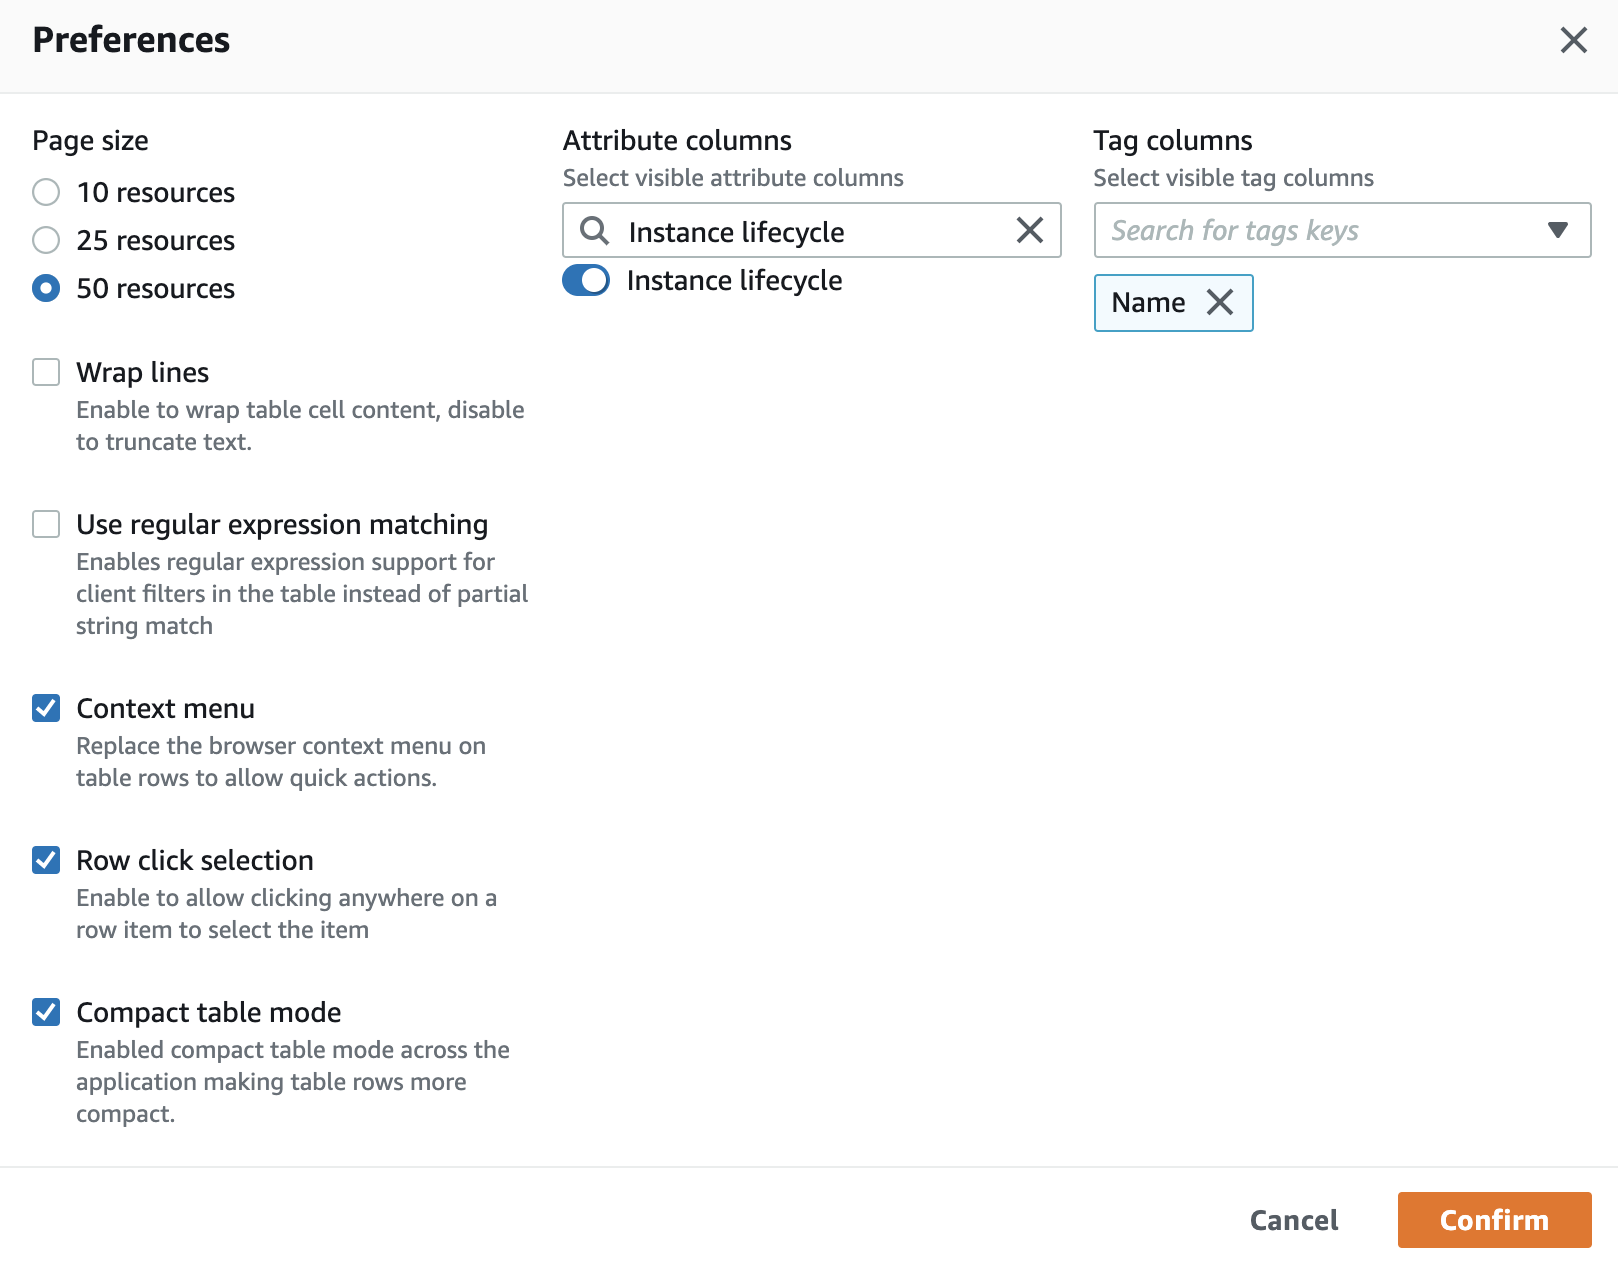 Preferences
Page size
10 resources
25 resources
50 resources
Wrap lines
Enable to wrap table cell content, disable
to truncate text.
Use regular expression matching
Enables regular expression support for
client filters in the table instead of partial
string match
Context menu
Replace the browser context menu on
table rows to allow quick actions.
Row click selection
Enable to allow clicking anywhere on a
row item to select the item
Compact table mode
Enabled compact table mode across the
application making table rows more
compact.
Attribute columns
Select visible attribute columns
Instance lifecycle
Instance lifecycle
Tag columns
Select visible tag columns
Search for tags keys
Name
Cancel
Confirm